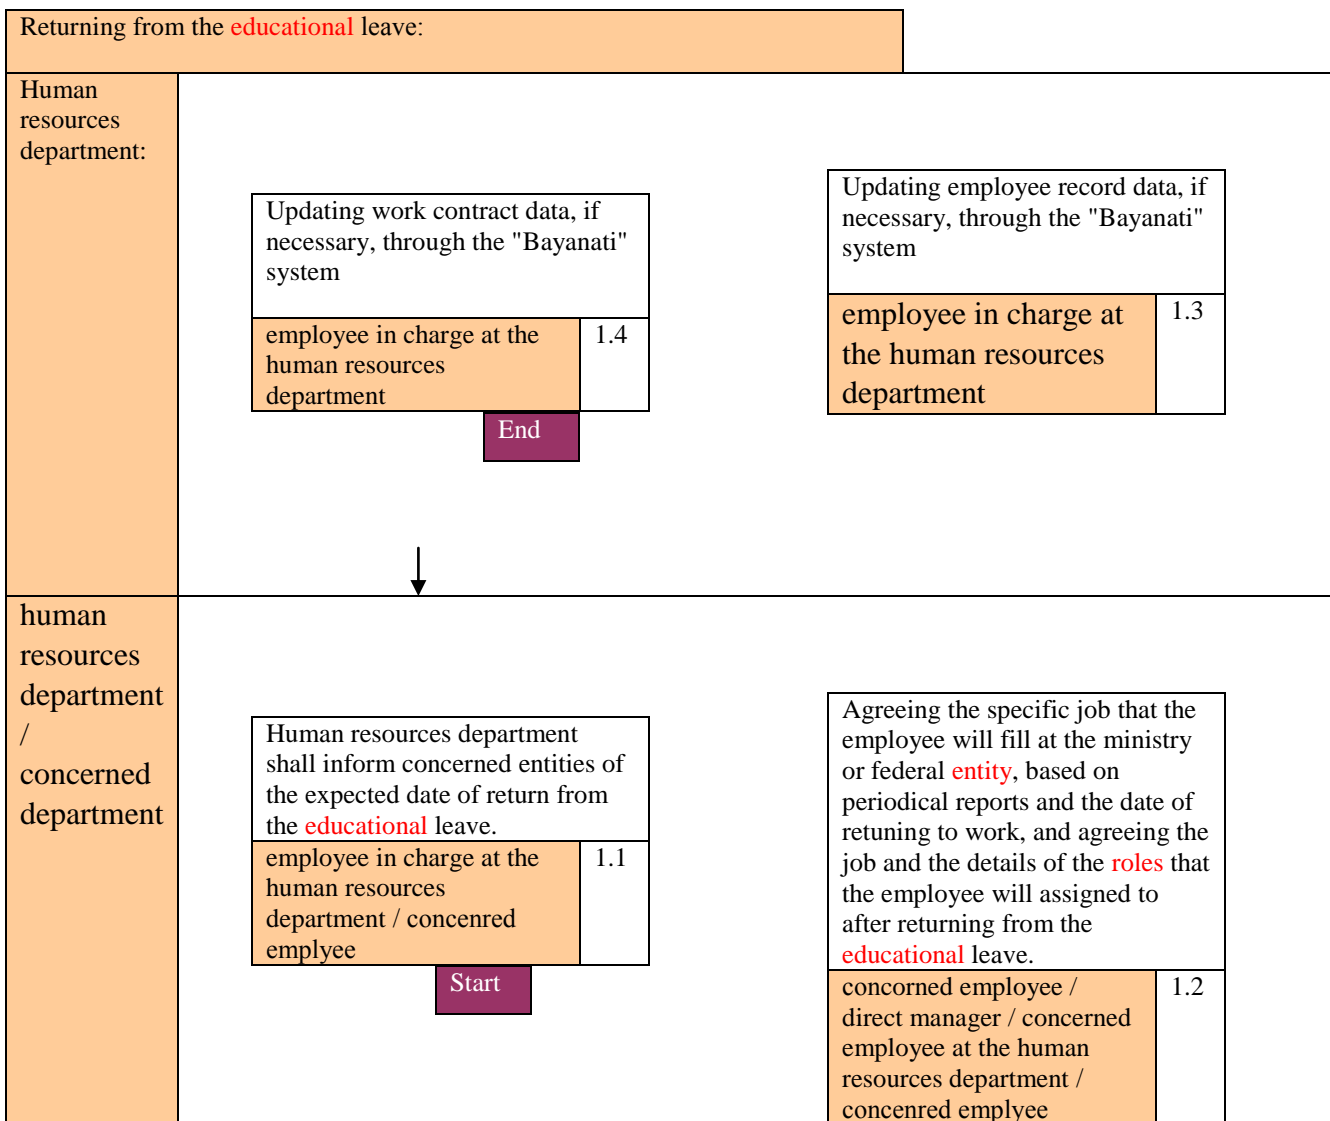 Returning from the educational leave:
Human
resources
department:
Updating work contract data, if
necessary, through the "Bayanati"
system
employee in charge at the
human resources
department
1.4
End
Updating employee record data, if
necessary, through the "Bayanati"
system
employee in charge at
the human resources
department
1.3
human
resources
department
/
concerned
department
Human resources department
shall inform concerned entities of
the expected date of return from
the educational leave.
employee in charge at the
human resources
department / concenred
emplyee
1.1
Start
Agreeing the specific job that the
employee will fill at the ministry
or federal entity, based on
periodical reports and the date of
retuning to work, and agreeing the
job and the details of the roles that
the employee will assigned to
after returning from the
educational leave.
concorned employee /
direct manager / concerned
employee at the human
resources department /
concenred emplyee
1.2